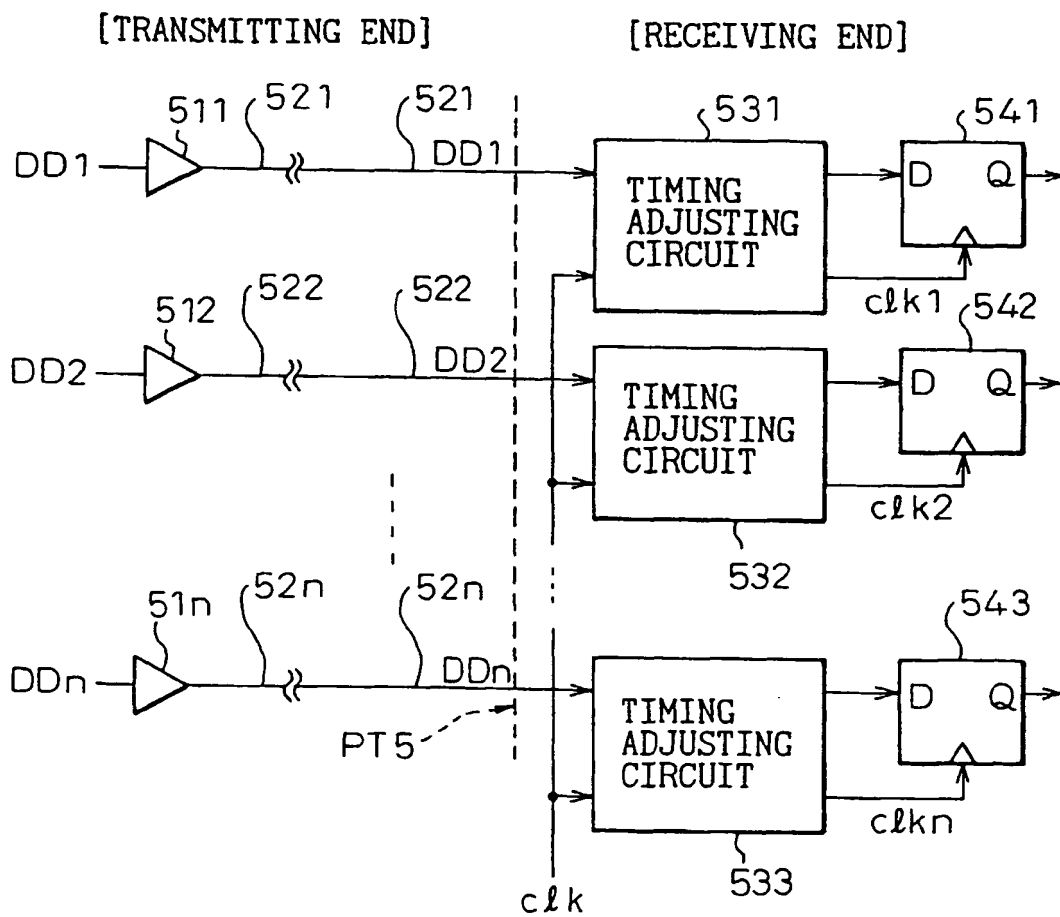 [TRANSMITTING END] [RECEIVING END]
511 521 521 531 541
DD1 DD1 TIMING ADJUSTING CIRCUIT D Q
clk1
512 522 522 542
DD2 DD2 TIMING ADJUSTING CIRCUIT D Q
clk2
532
51n 52n 52n 543
DDn DDn TIMING ADJUSTING CIRCUIT D Q
PT5
clkn
533
clk